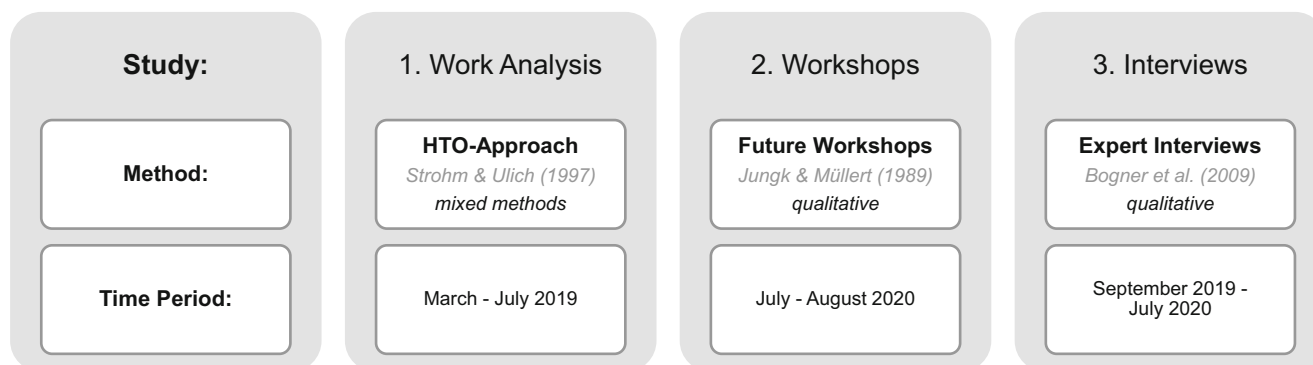 Study:
Method:
Time Period:
1. Work Analysis
HTO-Approach
Strohm & Ulich (1997)
mixed methods
March - July 2019
2. Workshops
Future Workshops
Jungk & Müllert (1989)
qualitative
July - August 2020
3. Interviews
Expert Interviews
Bogner et al. (2009)
qualitative
September 2019 -
July 2020